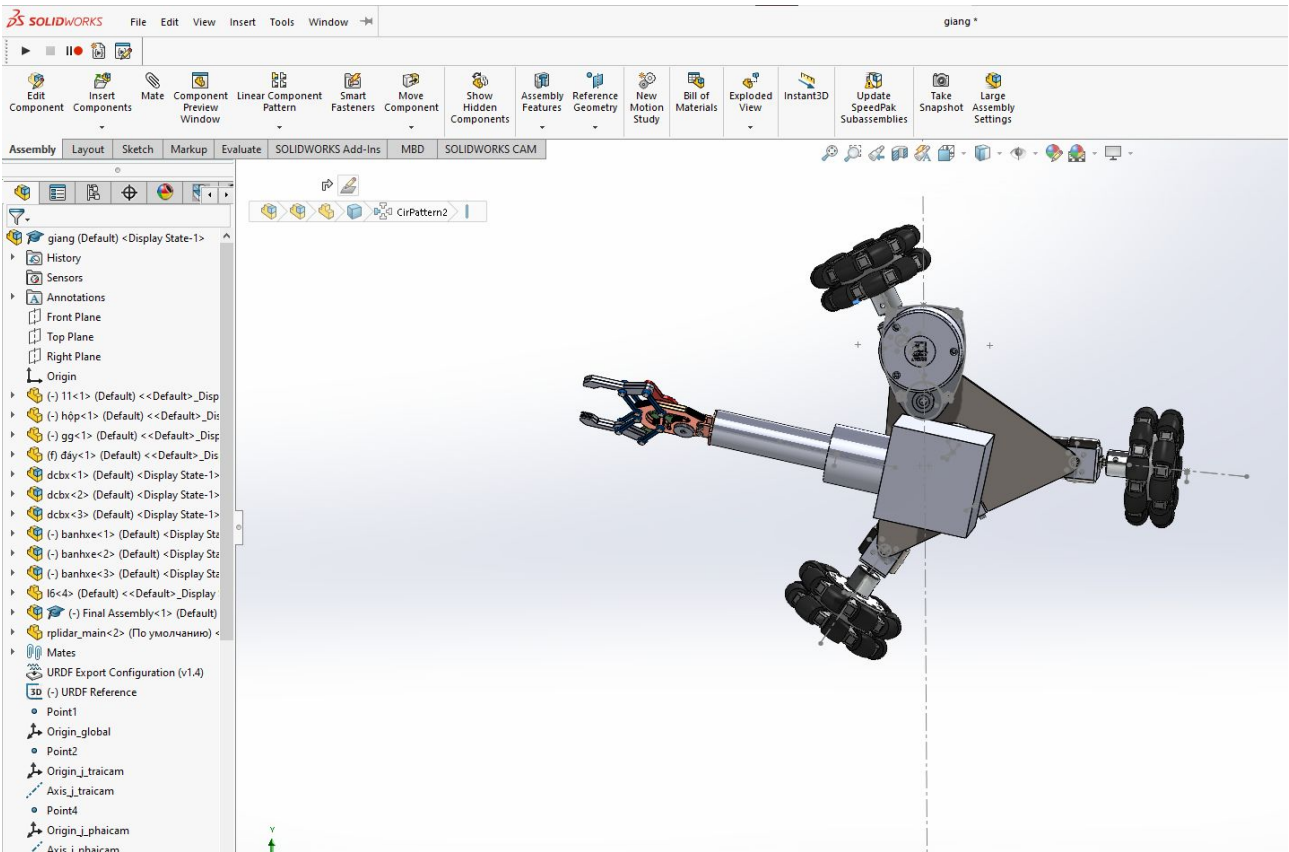 SOLIDWORKS File Edit View Insert Tools Window giang *
Edit Component
Insert Components
Mate
Component Preview Window
Linear Component Pattern
Smart Fasteners
Move Component
Show Hidden Components
Assembly Features
Reference Geometry
New Motion Study
Bill of Materials
Exploded View
Instant3D
Update SpeedPak Subassemblies
Take Snapshot
Large Assembly Settings
Assembly Layout Sketch Markup Evaluate SOLIDWORKS Add-Ins MBD SOLIDWORKS CAM
CirPattern2
giang (Default) <Display State-1>
History
Sensors
A Annotations
Front Plane
Top Plane
Right Plane
Origin
(-) 11<1> (Default) <<Default>_Disp
(-) hộp<1> (Default) <<Default>_Dis
(-) gg<1> (Default) <<Default>_Disp
(f) đáy<1> (Default) <<Default>_Dis
dcbx<1> (Default) <Display State-1>
dcbx<2> (Default) <Display State-1>
dcbx<3> (Default) <Display State-1>
(-) banhxe<1> (Default) <Display Sta
(-) banhxe<2> (Default) <Display Sta
(-) banhxe<3> (Default) <Display Sta
l6<4> (Default) <<Default>_Display
(-) Final Assembly<1> (Default)
rplidar_main<2> (По умолчанию) <
Mates
URDF Export Configuration (v1.4)
3D (-) URDF Reference
Point1
Origin_global
Point2
Origin_j_traicam
Axis_j_traicam
Point4
Origin_j_phaicam
Axis_j_phaicam
Y